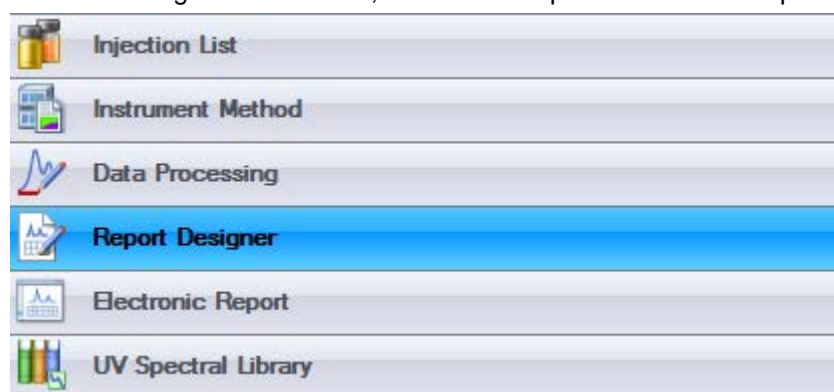 Injection List
Instrument Method
Data Processing
Report Designer
Electronic Report
UV Spectral Library